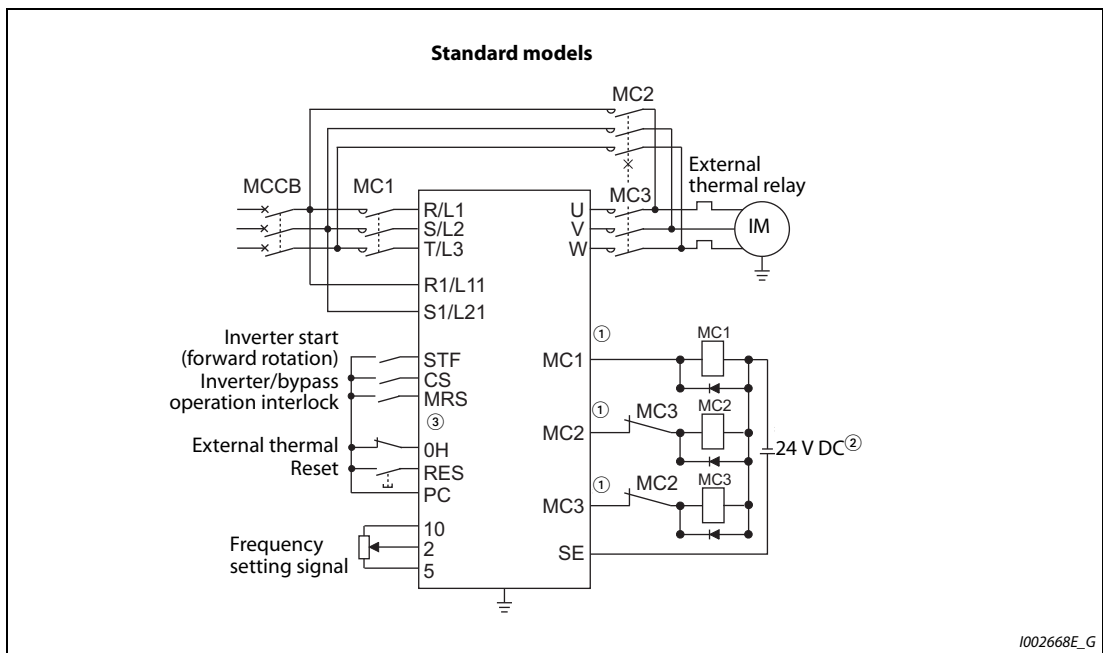 Standard models
MC2
External
thermal relay
MCCB
MC1
MC3
R/L1
S/L2
T/L3
U
V
W
IM
R1/L11
S1/L21
Inverter start
(forward rotation)
Inverter/bypass
operation interlock
STF
CS
MRS
③
External thermal
Reset
0H
RES
PC
Frequency
setting signal
10
2
5
①
MC1
MC1
①
MC2
MC3
MC2
24 V DC②
①
MC3
MC2
MC3
SE
I002668E_G